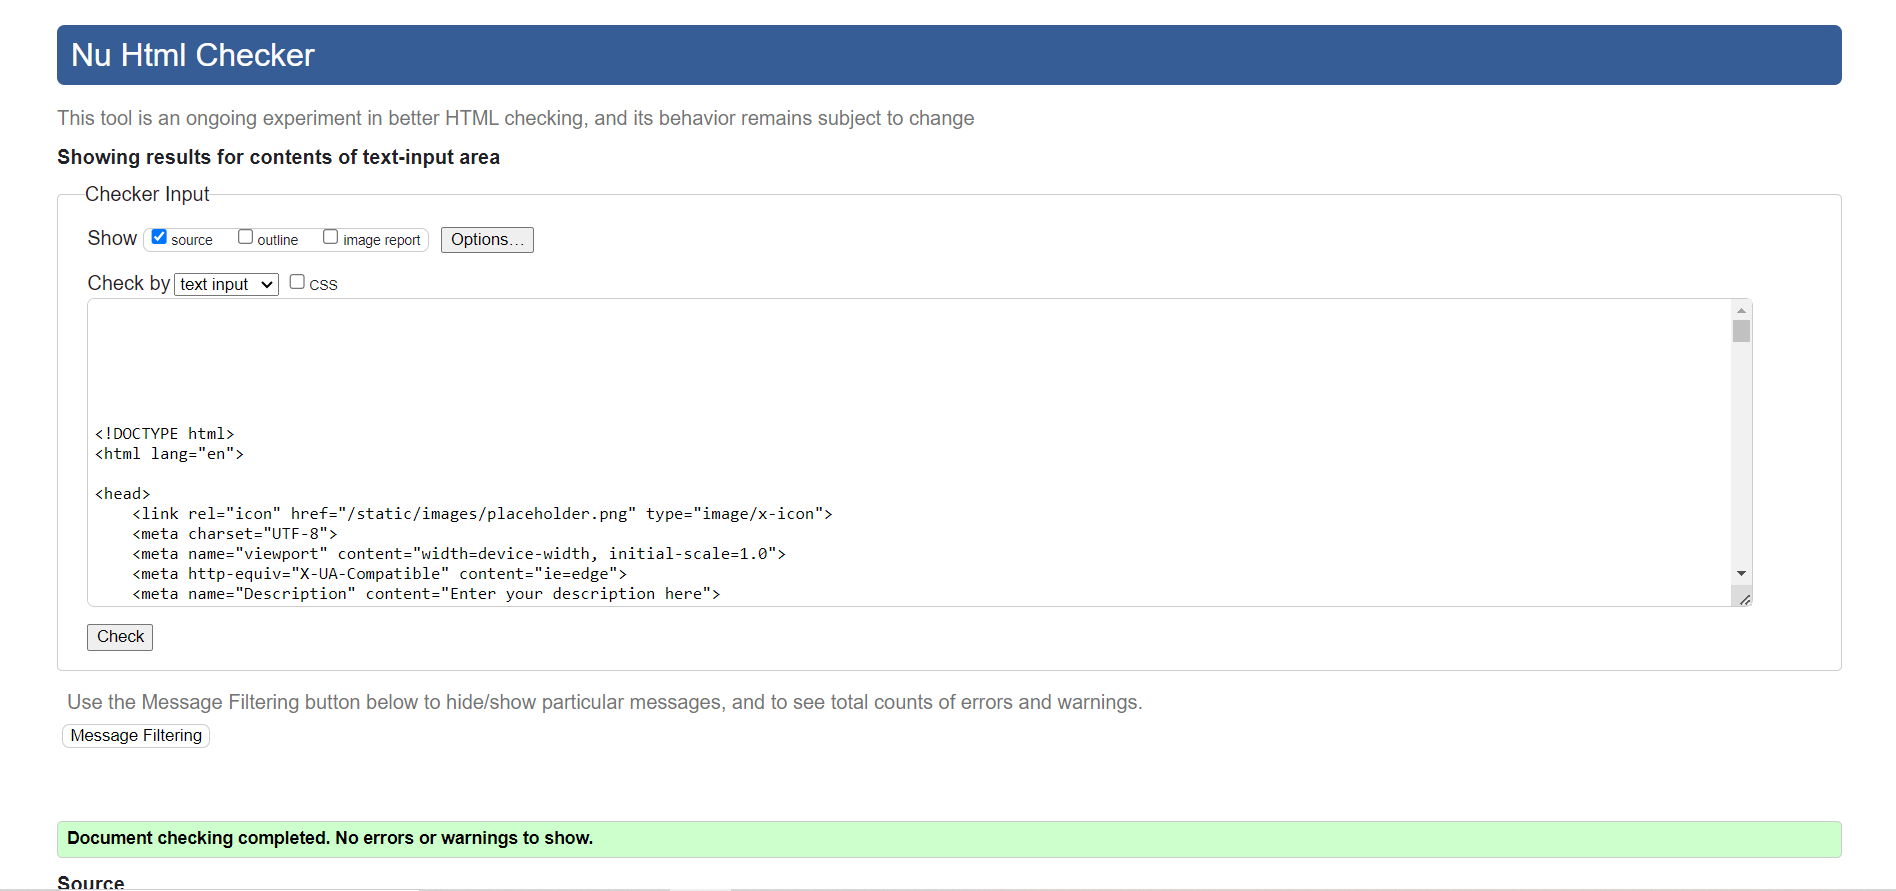 Nu Html Checker
This tool is an ongoing experiment in better HTML checking, and its behavior remains subject to change
Showing results for contents of text-input area
Checker Input
Show source outline image report Options...
Check by text input CSS
<!DOCTYPE html>
<html lang="en">
<head>
<link rel="icon" href="/static/images/placeholder.png" type="image/x-icon">
<meta charset="UTF-8">
<meta name="viewport" content="width=device-width, initial-scale=1.0">
<meta http-equiv="X-UA-Compatible" content="ie=edge">
<meta name="Description" content="Enter your description here">
Check
Use the Message Filtering button below to hide/show particular messages, and to see total counts of errors and warnings.
Message Filtering
Document checking completed. No errors or warnings to show.
Source